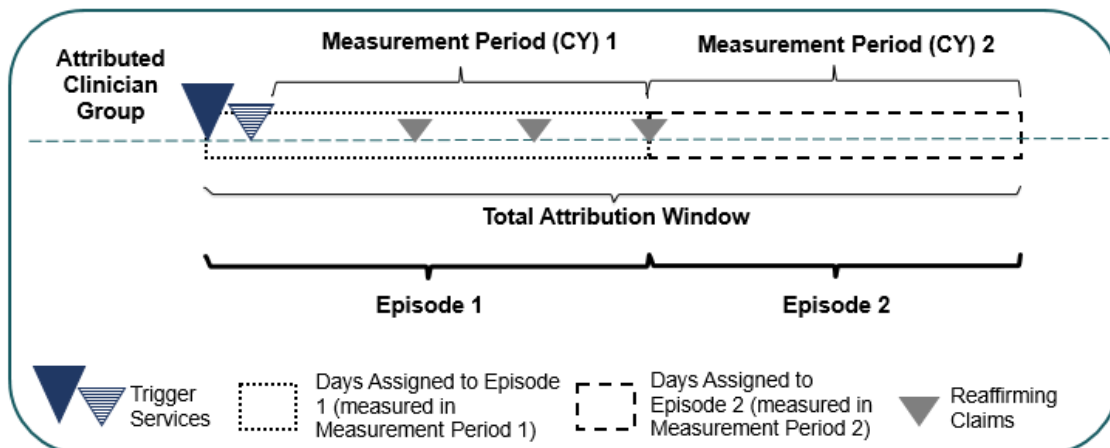 Measurement Period (CY) 1
Measurement Period (CY) 2
Attributed
Clinician
Group
Total Attribution Window
Episode 1
Episode 2
Trigger
Services
Days Assigned to Episode
1 (measured in
Measurement Period 1)
Days Assigned to
Episode 2 (measured in
Measurement Period 2)
Reaffirming
Claims